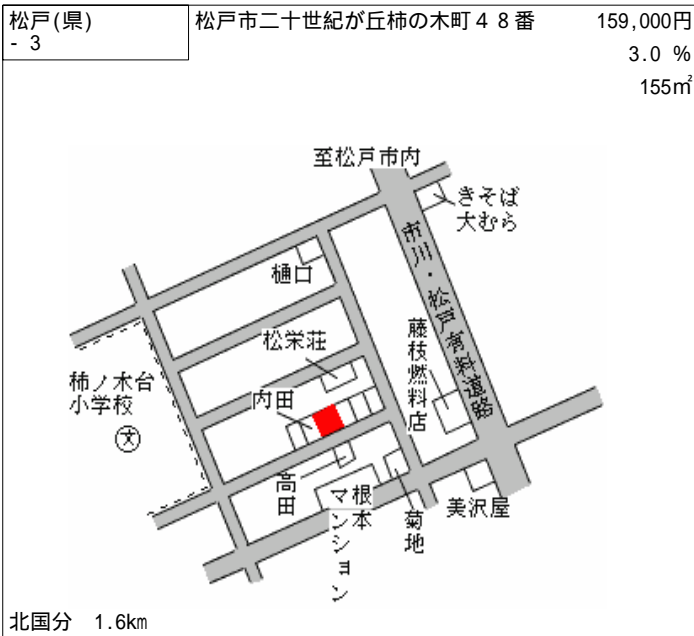 松戸(県)
- 3
松戸市二十世紀が丘柿の木町４８番
159,000円
3.0 %
155㎡
至松戸市内
きそば
大むら
市川・松戸有料道路
樋口
藤枝燃料店
松栄荘
柿ノ木台
小学校
文
内田
高田
根本
マンション
菊地
美沢屋
北国分 1.6km